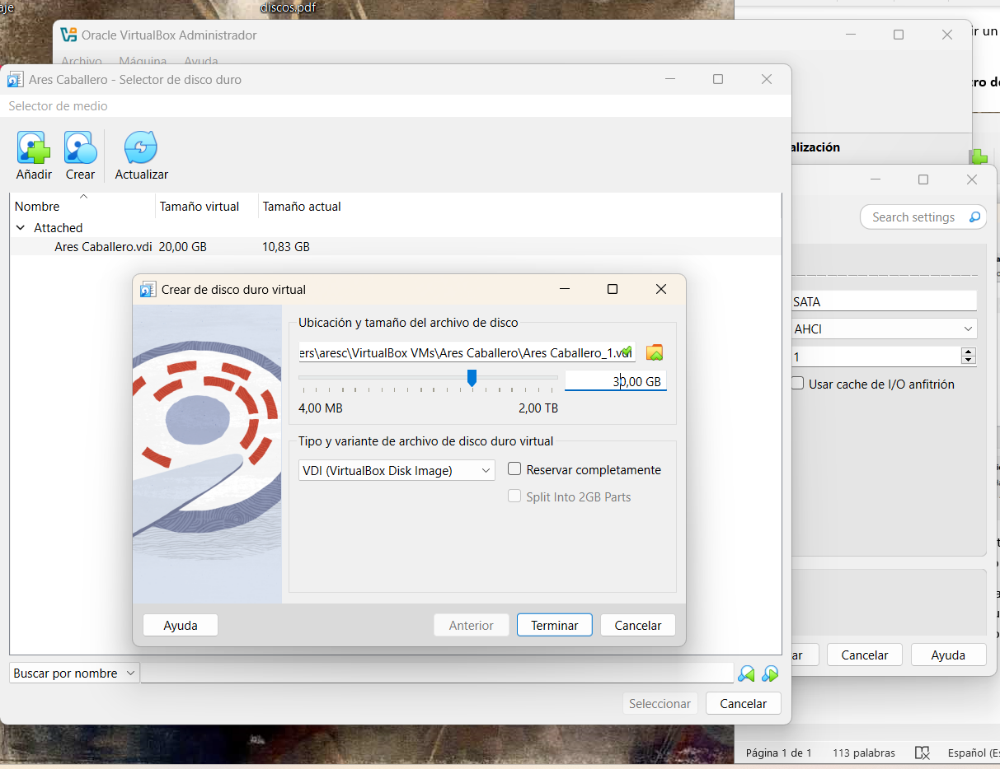 aje
discos.pdf
Oracle VirtualBox Administrador
ir un
Archivo Máquina Ayuda
Ares Caballero - Selector de disco duro
tro de
Selector de medio
alización
Añadir Crear Actualizar
Nombre Tamaño virtual Tamaño actual
Search settings
Attached
Ares Caballero.vdi 20,00 GB 10,83 GB
Crear de disco duro virtual
SATA
Ubicación y tamaño del archivo de disco
AHCI
ers\aresc\VirtualBox VMs\Ares Caballero\Ares Caballero_1.vdi
1
30,00 GB
Usar cache de I/O anfitrión
4,00 MB 2,00 TB
Tipo y variante de archivo de disco duro virtual
VDI (VirtualBox Disk Image) Reservar completamente
Split Into 2GB Parts
Ayuda Anterior Terminar Cancelar
ar Cancelar Ayuda
Buscar por nombre
Seleccionar Cancelar
Página 1 de 1 113 palabras Español (Es